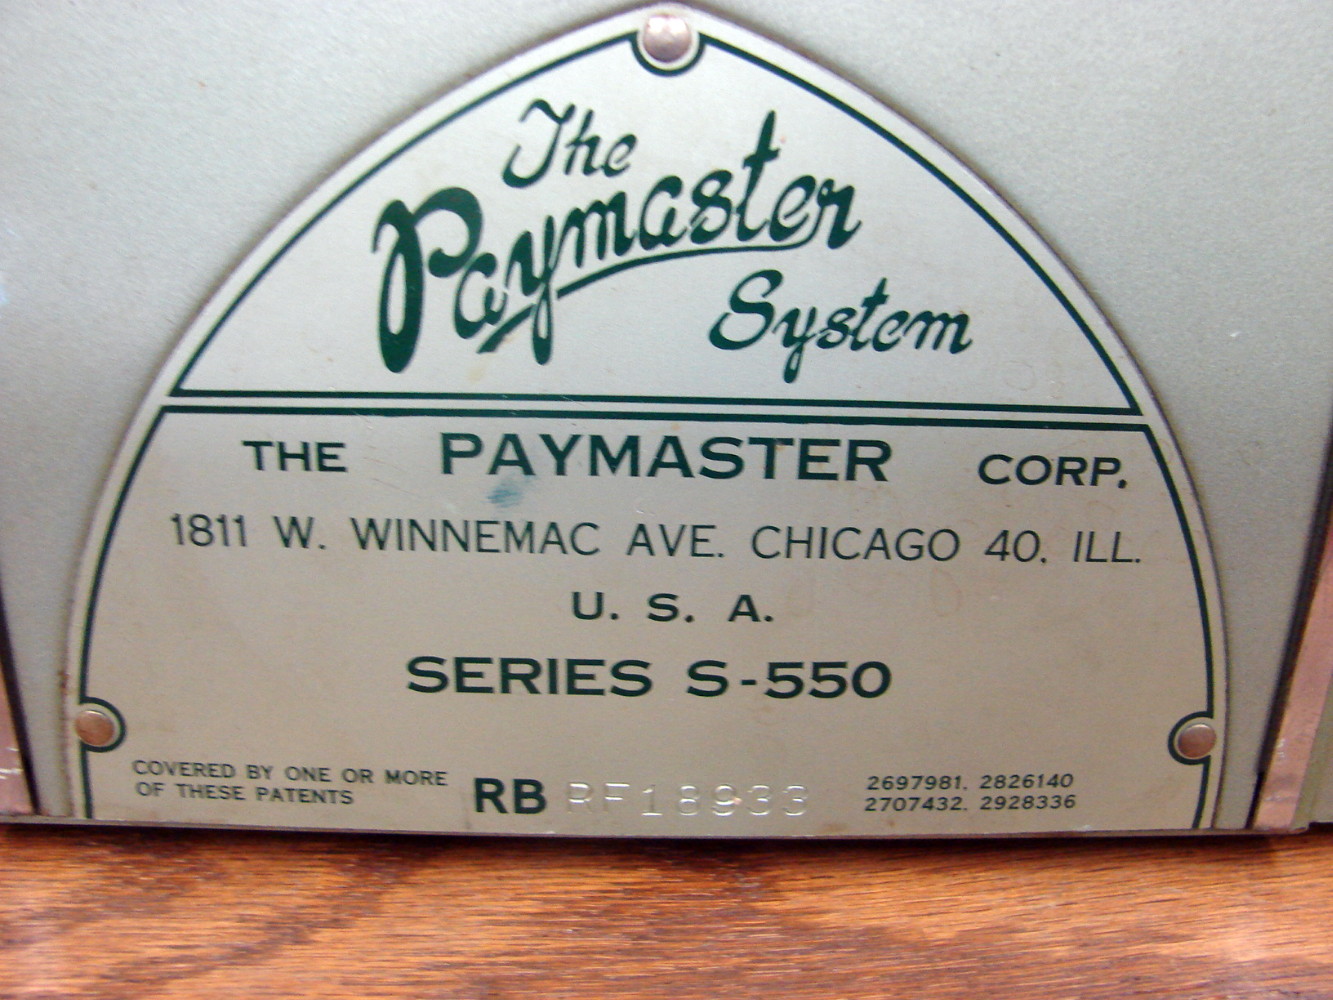 The
Paymaster
System
THE PAYMASTER CORP.
1811 W. WINNEMAC AVE. CHICAGO 40, ILL.
U. S. A.
SERIES S-550
COVERED BY ONE OR MORE
OF THESE PATENTS
RB RF18933
2697981, 2826140
2707432, 2928336